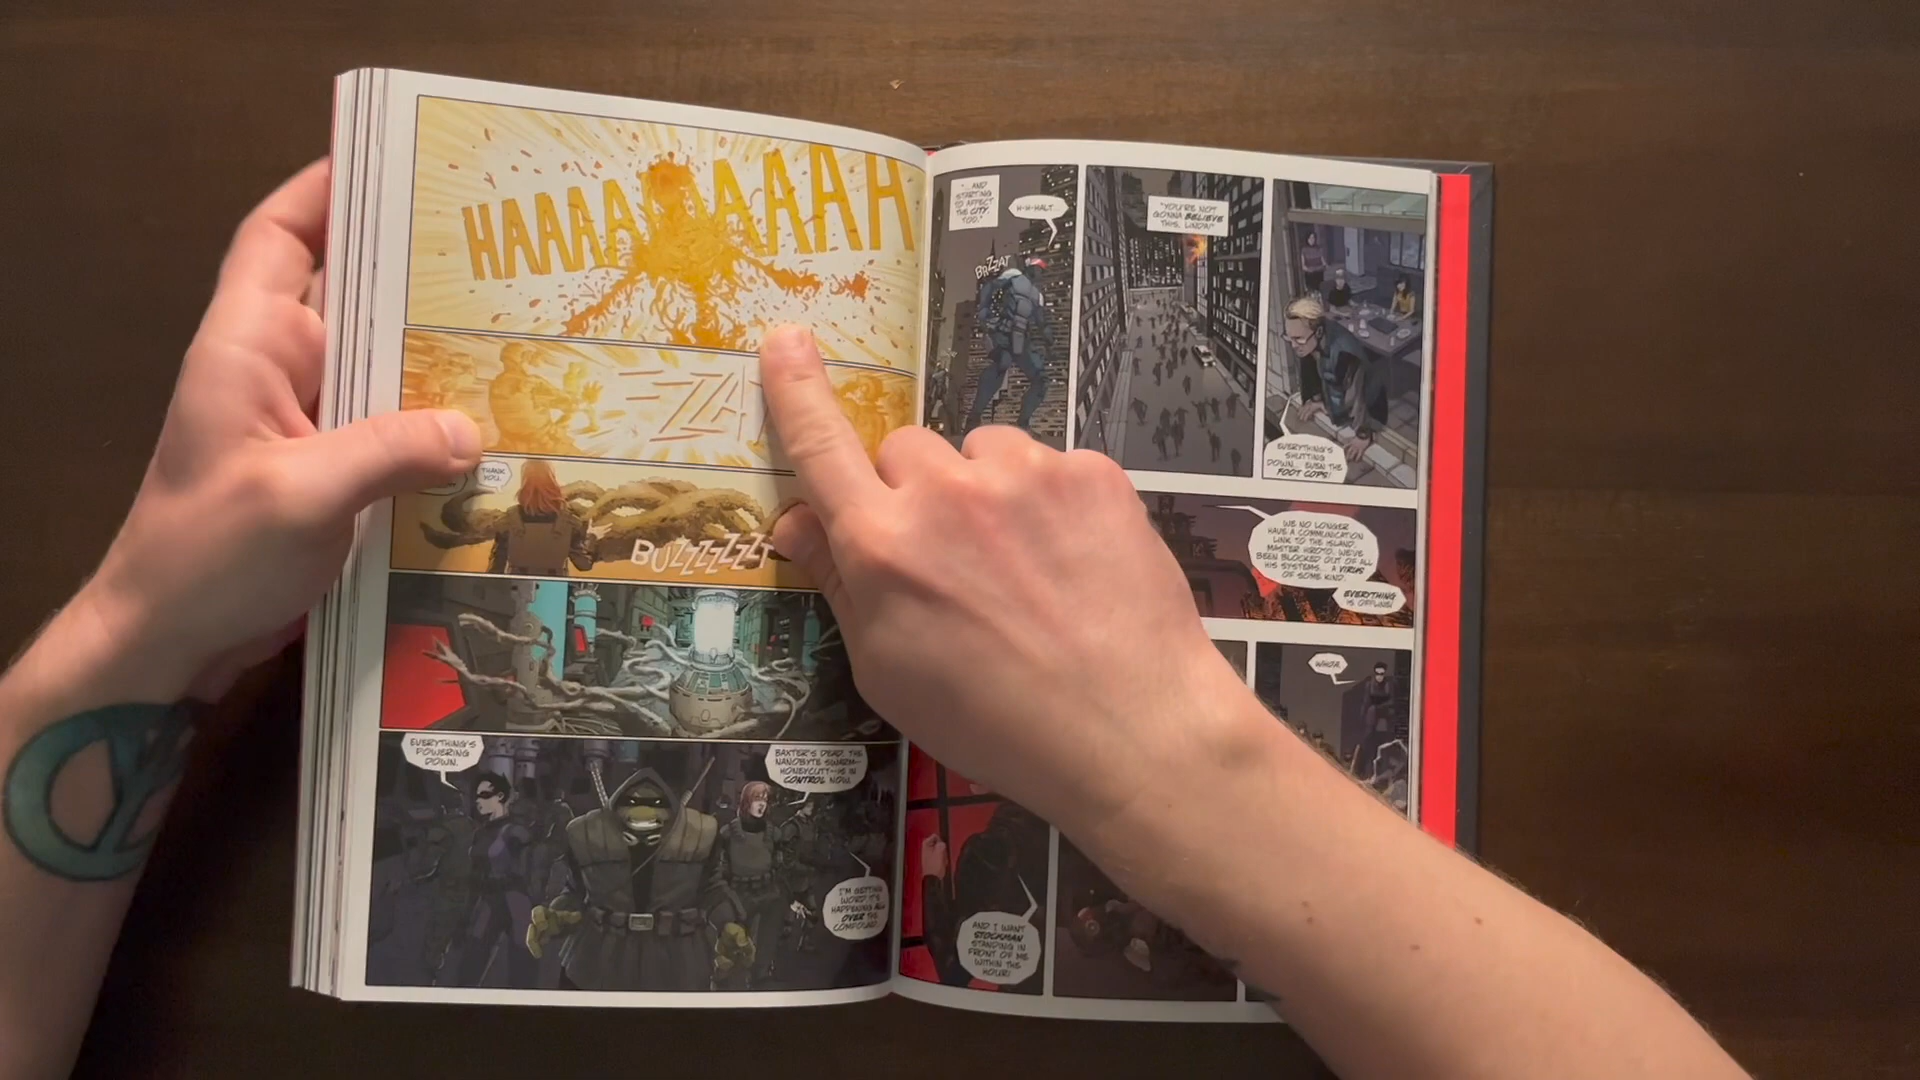 HAAAA AAAAH
ZZAT
THANK
YOU.
BUZZZZZZZT
EVERYTHING'S
POWERING
DOWN.
BAXTER'S DEAD. THE
NANOBYTE SWARM--
HONEYCUTT--IS IN
CONTROL NOW.
I'M GETTING
WORD IT'S
HAPPENING ALL
OVER THE
COMPOUND.
"...AND
STARTING
TO AFFECT
THE CITY,
TOO."
H-H-HALT...
BRZZAT
"YOU'RE NOT
GONNA BELIEVE
THIS, LINDN!"
EVERYTHING'S
SHUTTING
DOWN... EVEN THE
FOOT COPS!
WE NO LONGER
HAVE A COMMUNICATION
LINK TO THE ISLAND,
MASTER HIROTO. WE'VE
BEEN BLOCKED OUT OF ALL
HIS SYSTEMS... A VIRUS
OF SOME KIND.
EVERYTHING
IS OFFLINE!
WHOA.
AND I WANT
STOCKMAN
STANDING IN
FRONT OF ME
WITHIN THE
HOUR!